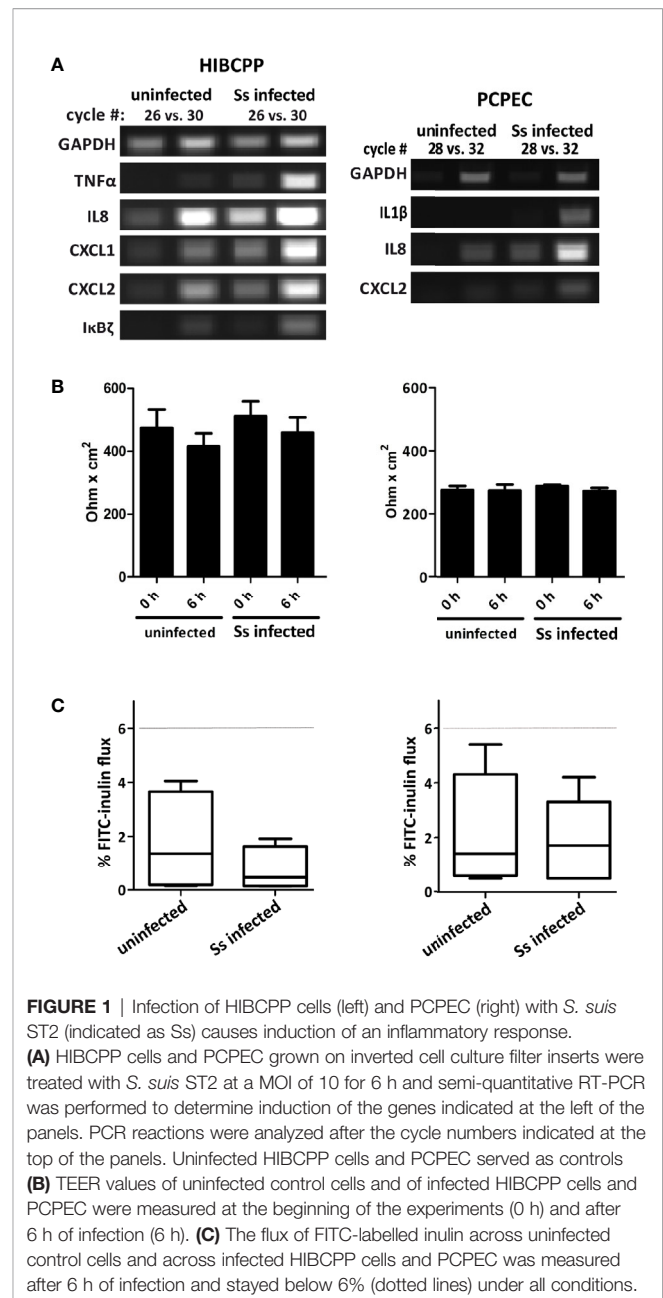 A
HIBCPP
uninfected Ss infected
cycle #: 26 vs. 30 26 vs. 30
GAPDH
TNFα
IL8
CXCL1
CXCL2
IκBζ
PCPEC
uninfected Ss infected
cycle # 28 vs. 32 28 vs. 32
GAPDH
IL1β
IL8
CXCL2
B
600
400
200
0
Ohm x cm²
0 h 6 h 0 h 6 h
uninfected Ss infected
600
400
200
0
Ohm x cm²
0 h 6 h 0 h 6 h
uninfected Ss infected
C
6
4
2
0
% FITC-inulin flux
uninfected Ss infected
6
4
2
0
% FITC-inulin flux
uninfected Ss infected
FIGURE 1 | Infection of HIBCPP cells (left) and PCPEC (right) with S. suis
ST2 (indicated as Ss) causes induction of an inflammatory response.
(A) HIBCPP cells and PCPEC grown on inverted cell culture filter inserts were
treated with S. suis ST2 at a MOI of 10 for 6 h and semi-quantitative RT-PCR
was performed to determine induction of the genes indicated at the left of the
panels. PCR reactions were analyzed after the cycle numbers indicated at the
top of the panels. Uninfected HIBCPP cells and PCPEC served as controls
(B) TEER values of uninfected control cells and of infected HIBCPP cells and
PCPEC were measured at the beginning of the experiments (0 h) and after
6 h of infection (6 h). (C) The flux of FITC-labelled inulin across uninfected
control cells and across infected HIBCPP cells and PCPEC was measured
after 6 h of infection and stayed below 6% (dotted lines) under all conditions.